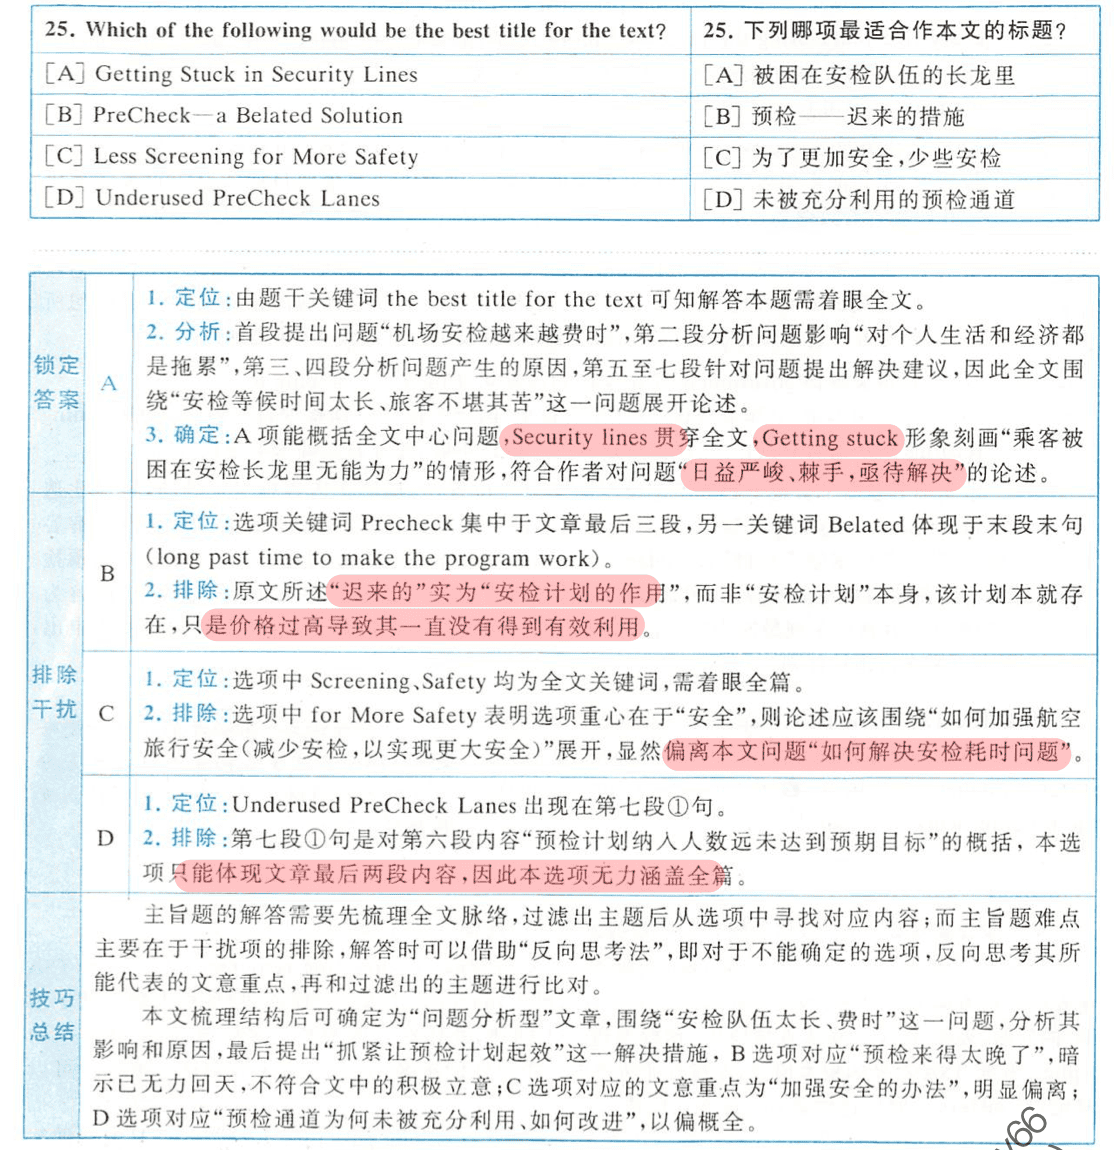 25. Which of the following would be the best title for the text?
25. 下列哪项最适合作本文的标题?
[A] Getting Stuck in Security Lines
[A] 被困在安检队伍的长龙里
[B] PreCheck—a Belated Solution
[B] 预检——迟来的措施
[C] Less Screening for More Safety
[C] 为了更加安全,少些安检
[D] Underused PreCheck Lanes
[D] 未被充分利用的预检通道
锁定
答案
A
1. 定位:由题干关键词 the best title for the text 可知解答本题需着眼全文。
2. 分析:首段提出问题“机场安检越来越费时”,第二段分析问题影响“对个人生活和经济都
是拖累”,第三、四段分析问题产生的原因,第五至七段针对问题提出解决建议,因此全文围
绕“安检等候时间太长、旅客不堪其苦”这一问题展开论述。
3. 确定:A 项能概括全文中心问题,Security lines 贯穿全文,Getting stuck 形象刻画“乘客被
困在安检长龙里无能为力”的情形,符合作者对问题“日益严峻、棘手,亟待解决”的论述。
排除
干扰
B
1. 定位:选项关键词 Precheck 集中于文章最后三段,另一关键词 Belated 体现于末段末句
(long past time to make the program work)。
2. 排除:原文所述“迟来的”实为“安检计划的作用”,而非“安检计划”本身,该计划本就存
在,只是价格过高导致其一直没有得到有效利用。
C
1. 定位:选项中 Screening、Safety 均为全文关键词,需着眼全篇。
2. 排除:选项中 for More Safety 表明选项重心在于“安全”,则论述应该围绕“如何加强航空
旅行安全(减少安检,以实现更大安全)”展开,显然偏离本文问题“如何解决安检耗时问题”。
D
1. 定位:Underused PreCheck Lanes 出现在第七段①句。
2. 排除:第七段①句是对第六段内容“预检计划纳入人数远未达到预期目标”的概括, 本选
项只能体现文章最后两段内容,因此本选项无力涵盖全篇。
技巧
总结
主旨题的解答需要先梳理全文脉络,过滤出主题后从选项中寻找对应内容;而主旨题难点
主要在于干扰项的排除,解答时可以借助“反向思考法”,即对于不能确定的选项,反向思考其所
能代表的文意重点,再和过滤出的主题进行比对。
本文梳理结构后可确定为“问题分析型”文章,围绕“安检队伍太长、费时”这一问题,分析其
影响和原因,最后提出“抓紧让预检计划起效”这一解决措施, B 选项对应“预检来得太晚了”,暗
示已无力回天,不符合文中的积极立意;C 选项对应的文意重点为“加强安全的办法”,明显偏离;
D 选项对应“预检通道为何未被充分利用、如何改进”,以偏概全。